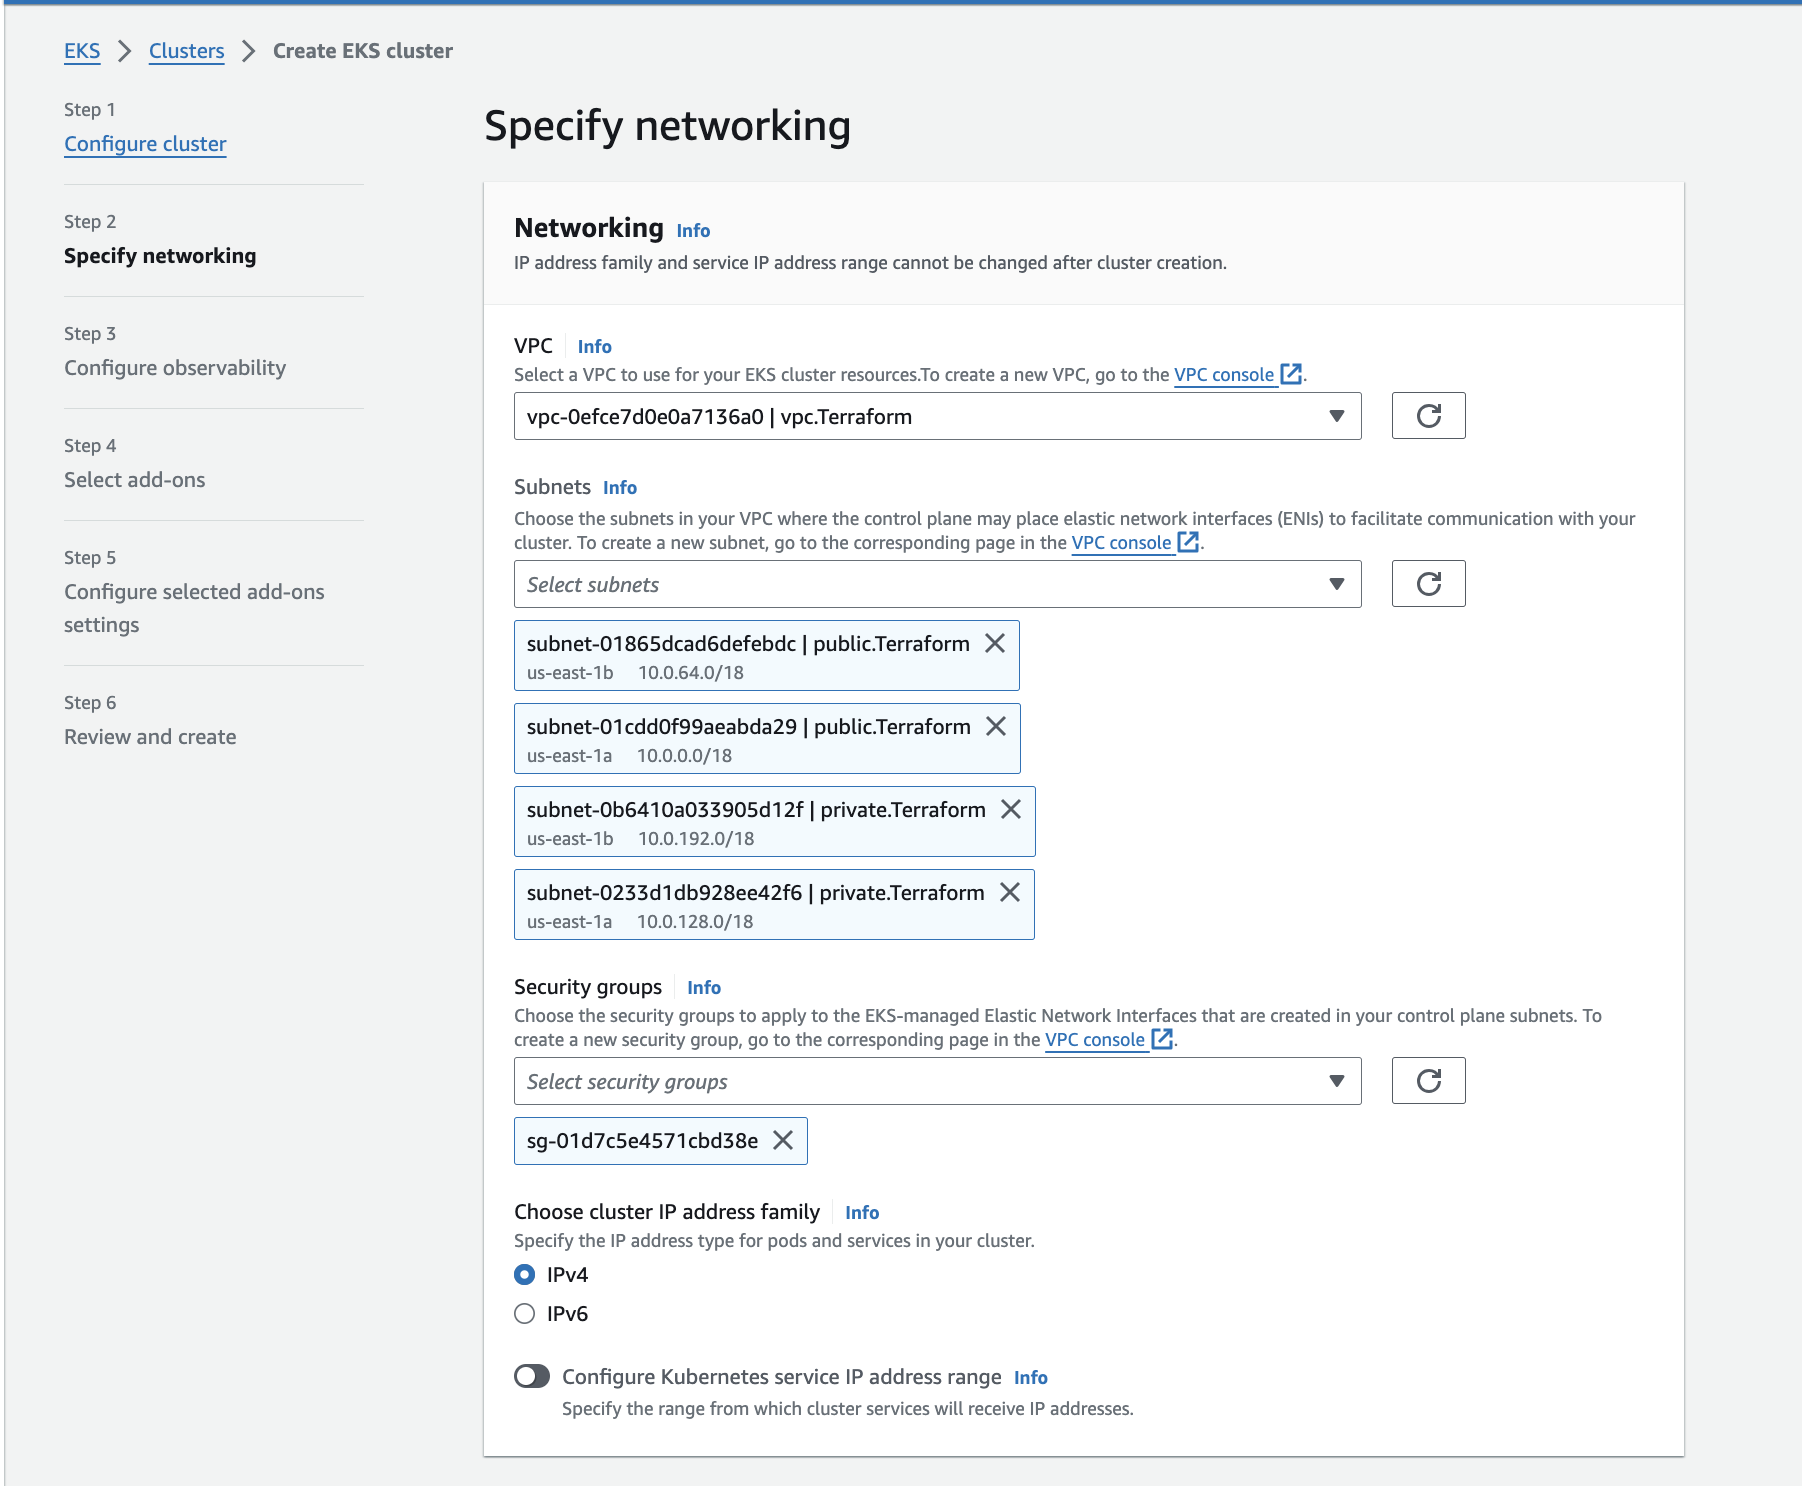 EKS > Clusters > Create EKS cluster
Step 1
Configure cluster
Step 2
Specify networking
Step 3
Configure observability
Step 4
Select add-ons
Step 5
Configure selected add-ons
settings
Step 6
Review and create
Specify networking
Networking Info
IP address family and service IP address range cannot be changed after cluster creation.
VPC Info
Select a VPC to use for your EKS cluster resources.To create a new VPC, go to the VPC console.
vpc-0efce7d0e0a7136a0 | vpc.Terraform
Subnets Info
Choose the subnets in your VPC where the control plane may place elastic network interfaces (ENIs) to facilitate communication with your
cluster. To create a new subnet, go to the corresponding page in the VPC console.
Select subnets
subnet-01865dcad6defebdc | public.Terraform
us-east-1b 10.0.64.0/18
subnet-01cdd0f99aeabda29 | public.Terraform
us-east-1a 10.0.0.0/18
subnet-0b6410a033905d12f | private.Terraform
us-east-1b 10.0.192.0/18
subnet-0233d1db928ee42f6 | private.Terraform
us-east-1a 10.0.128.0/18
Security groups Info
Choose the security groups to apply to the EKS-managed Elastic Network Interfaces that are created in your control plane subnets. To
create a new security group, go to the corresponding page in the VPC console.
Select security groups
sg-01d7c5e4571cbd38e
Choose cluster IP address family Info
Specify the IP address type for pods and services in your cluster.
IPv4
IPv6
Configure Kubernetes service IP address range Info
Specify the range from which cluster services will receive IP addresses.